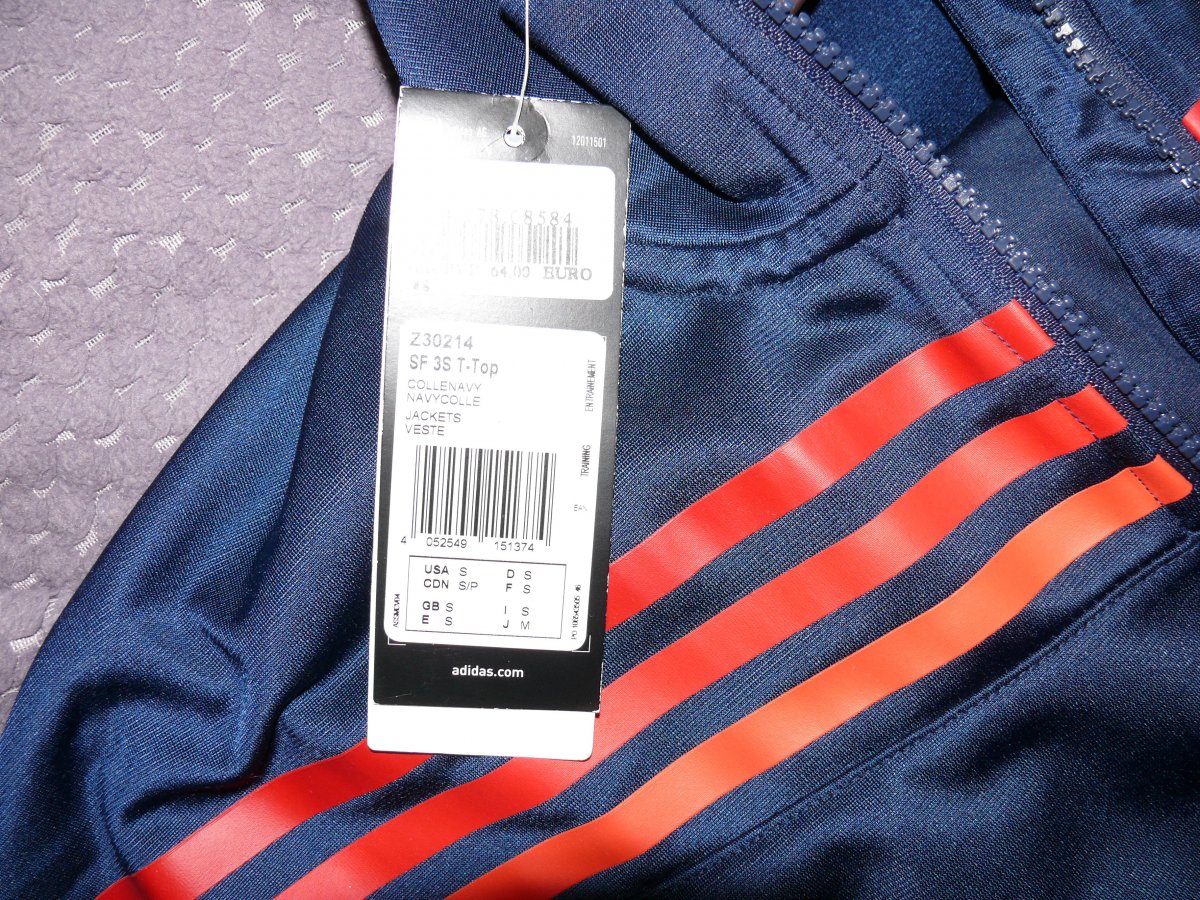 12011501
64.00 EURO
Z30214
SF 3S T-Top
COLLENAVY
NAVYCOLLE
JACKETS
VESTE
ENTRAINEMENT
TRAINING
EAN
4 052549 151374
USA S D S
CDN S/P F S
GB S I S
E S J M
adidas.com